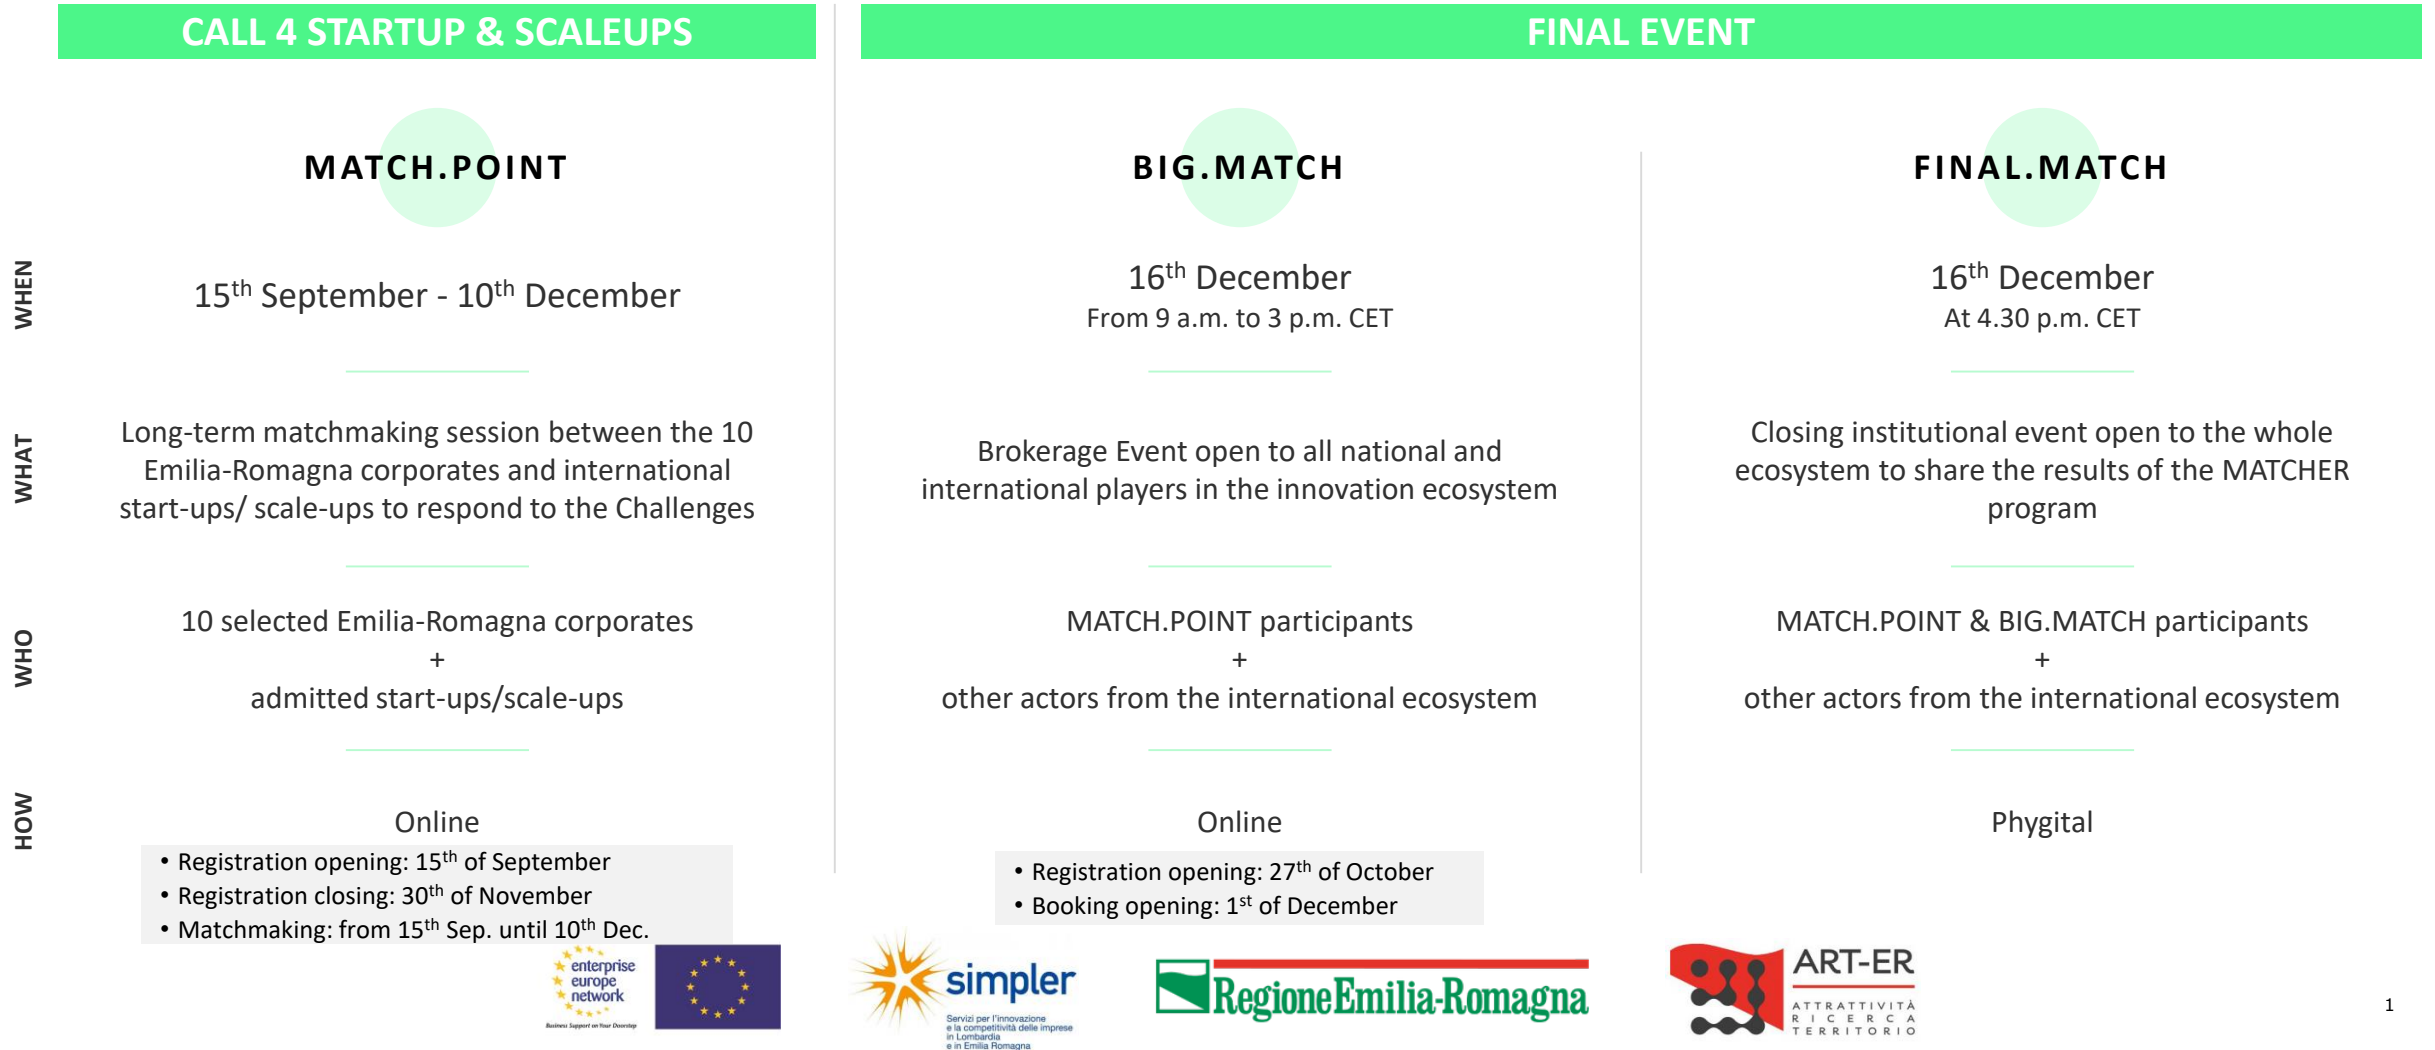 CALL 4 STARTUP & SCALEUPS
FINAL EVENT
MATCH.POINT
BIG.MATCH
FINAL.MATCH
WHEN
15th September - 10th December
16th December
From 9 a.m. to 3 p.m. CET
16th December
At 4.30 p.m. CET
WHAT
Long-term matchmaking session between the 10
Emilia-Romagna corporates and international
start-ups/ scale-ups to respond to the Challenges
Brokerage Event open to all national and
international players in the innovation ecosystem
Closing institutional event open to the whole
ecosystem to share the results of the MATCHER
program
WHO
10 selected Emilia-Romagna corporates
+
admitted start-ups/scale-ups
MATCH.POINT participants
+
other actors from the international ecosystem
MATCH.POINT & BIG.MATCH participants
+
other actors from the international ecosystem
HOW
Online
• Registration opening: 15th of September
• Registration closing: 30th of November
• Matchmaking: from 15th Sep. until 10th Dec.
Online
• Registration opening: 27th of October
• Booking opening: 1st of December
Phygital
enterprise
europe
network
Business Support on Your Doorstep
simpler
Servizi per l'innovazione
e la competitività delle imprese
in Lombardia
e in Emilia Romagna
RegioneEmilia-Romagna
ART-ER
ATTRATTIVITÀ
RICERCA
TERRITORIO
1